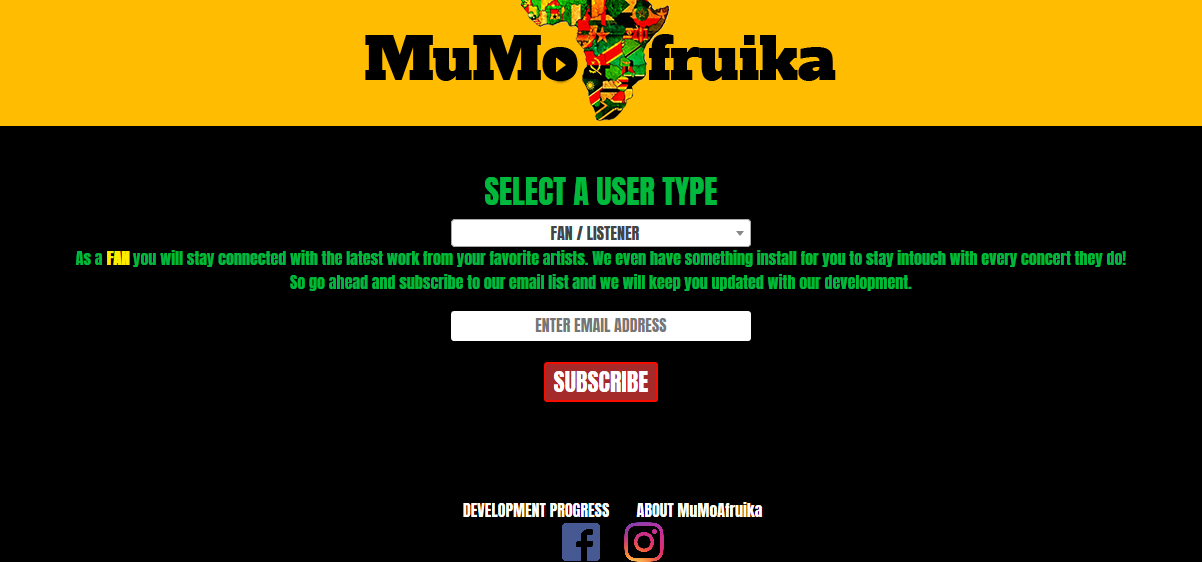 MuMoAfruika
SELECT A USER TYPE
FAN / LISTENER
As a FAN you will stay connected with the latest work from your favorite artists. We even have something install for you to stay intouch with every concert they do!
So go ahead and subscribe to our email list and we will keep you updated with our development.
ENTER EMAIL ADDRESS
SUBSCRIBE
DEVELOPMENT PROGRESS ABOUT MuMoAfruika